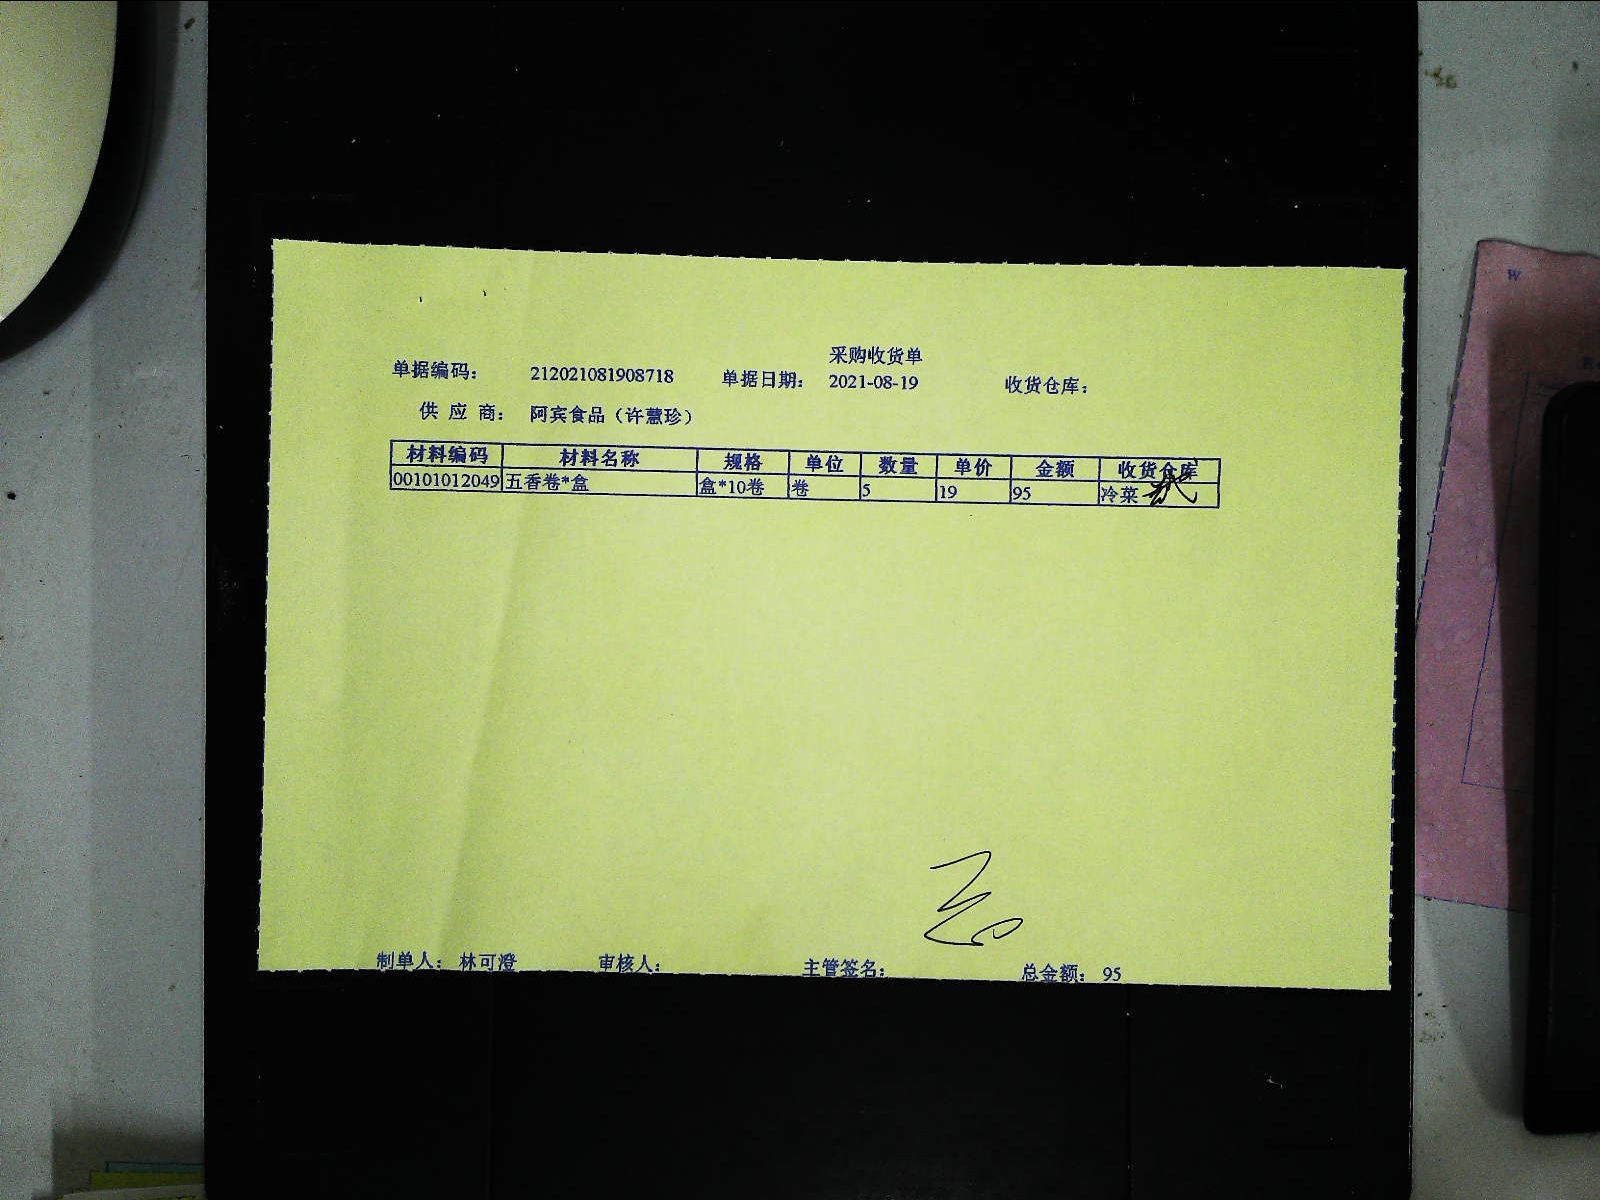 采购收货单
单据编码： 212021081908718 单据日期： 2021-08-19 收货仓库：
供 应 商： 阿宾食品（许慧珍）
材料编码 材料名称 规格 单位 数量 单价 金额 收货仓库
00101012049 五香卷*盒 盒*10卷 卷 5 19 95 冷菜
制单人： 林可澄 审核人： 主管签名： 总金额： 95
W